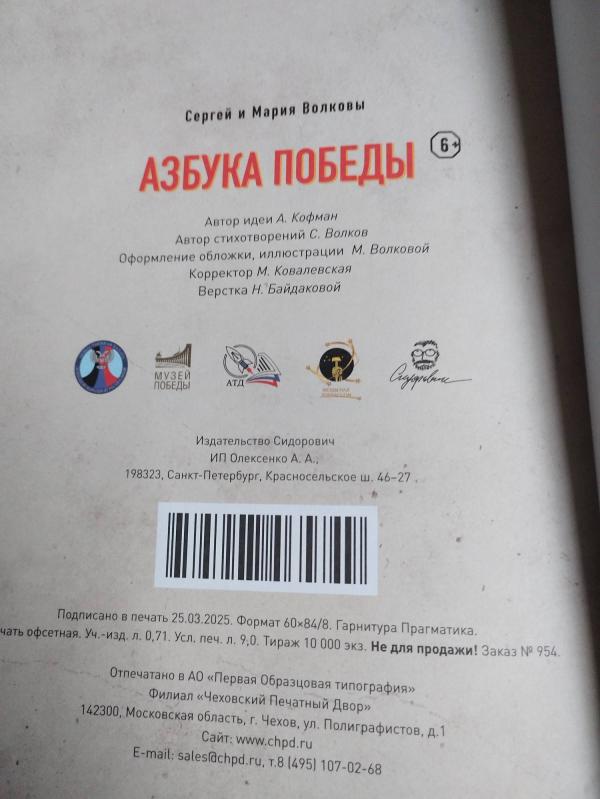 Сергей и Мария Волковы
АЗБУКА ПОБЕДЫ
6+
Автор идеи А. Кофман
Автор стихотворений С. Волков
Оформление обложки, иллюстрации М. Волковой
Корректор М. Ковалевская
Верстка Н. Байдаковой
МУЗЕЙ
ПОБЕДЫ
АТД
Сидорович
Издательство Сидорович
ИП Олексенко А. А.,
198323, Санкт-Петербург, Красносельское ш. 46–27
Подписано в печать 25.03.2025. Формат 60×84/8. Гарнитура Прагматика.
чать офсетная. Уч.-изд. л. 0,71. Усл. печ. л. 9,0. Тираж 10 000 экз. Не для продажи! Заказ № 954.
Отпечатано в АО «Первая Образцовая типография»
Филиал «Чеховский Печатный Двор»
142300, Московская область, г. Чехов, ул. Полиграфистов, д.1
Сайт: www.chpd.ru
E-mail: sales@chpd.ru, т.8 (495) 107-02-68